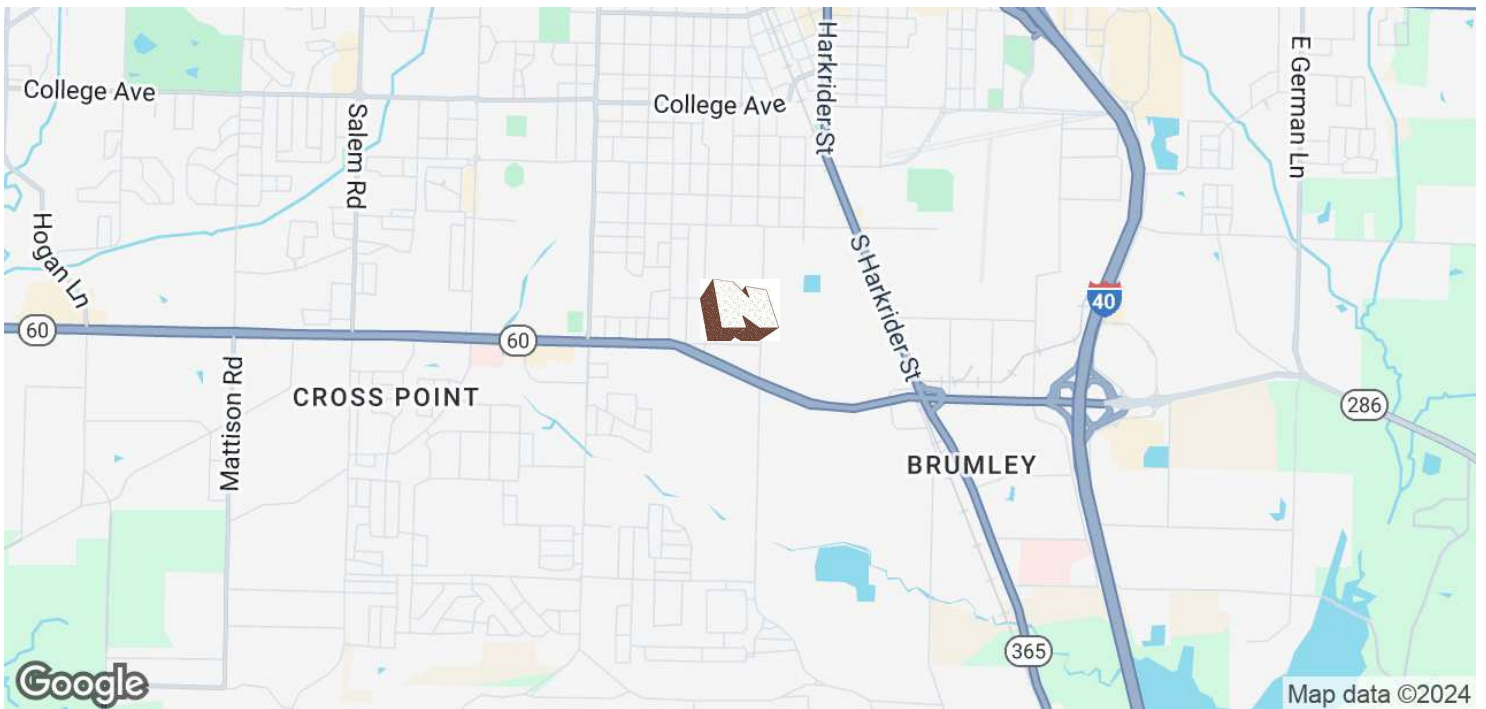 College Ave
Salem Rd
College Ave
Harkrider St
E German Ln
Hogan Ln
S Harkrider St
40
60
60
N
Mattison Rd
CROSS POINT
286
BRUMLEY
365
Google
Map data ©2024